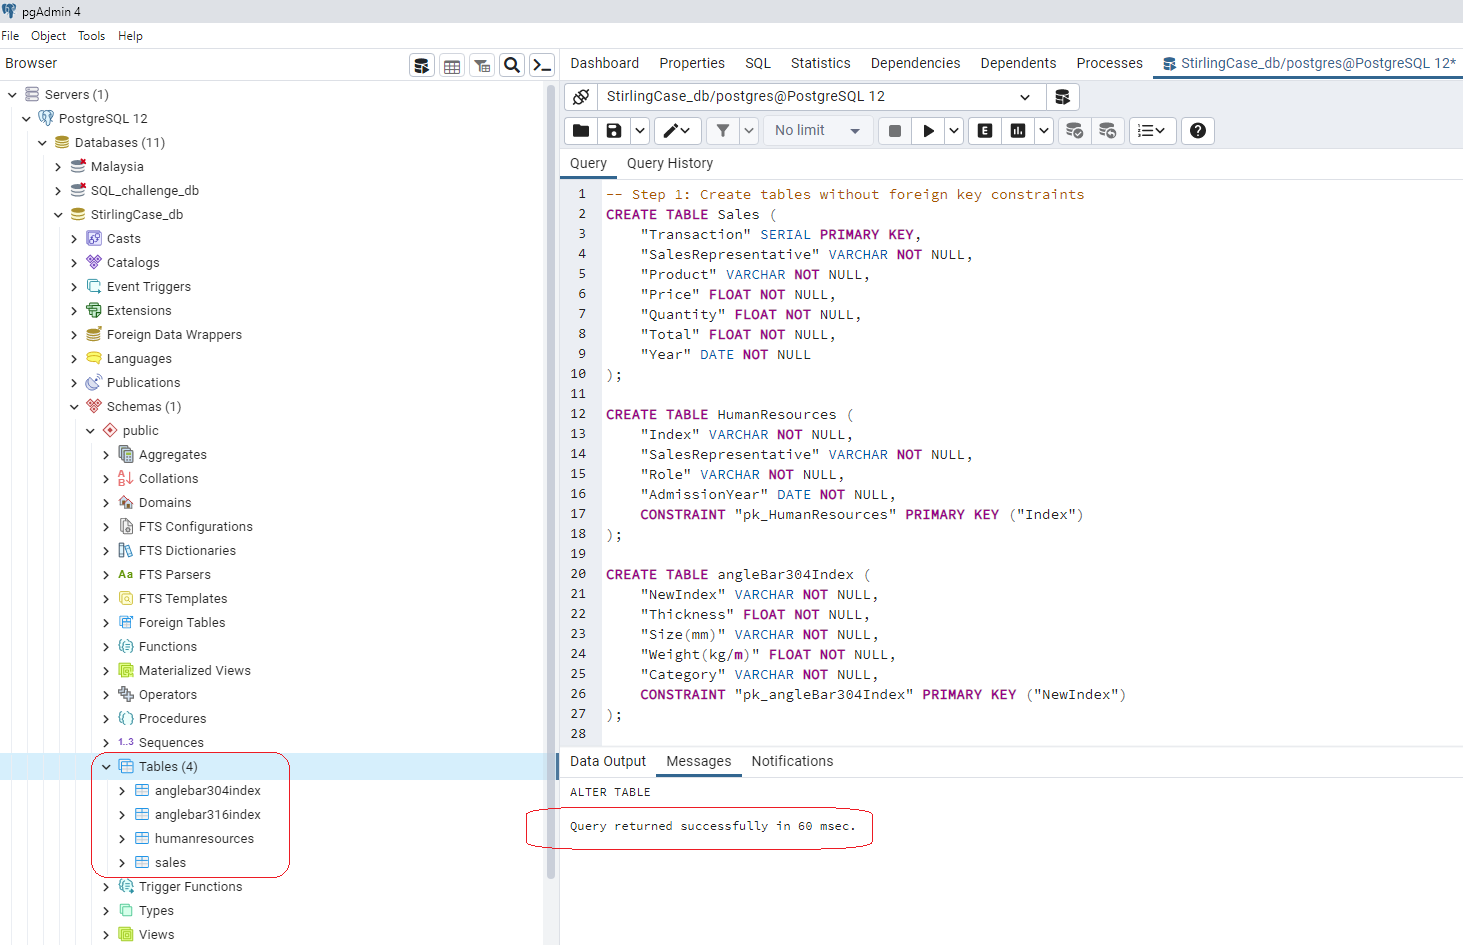 pgAdmin 4
File Object Tools Help
Browser
Servers (1)
PostgreSQL 12
Databases (11)
Malaysia
SQL_challenge_db
StirlingCase_db
Casts
Catalogs
Event Triggers
Extensions
Foreign Data Wrappers
Languages
Publications
Schemas (1)
public
Aggregates
Collations
Domains
FTS Configurations
FTS Dictionaries
Aa FTS Parsers
FTS Templates
Foreign Tables
Functions
Materialized Views
Operators
Procedures
1..3 Sequences
Tables (4)
anglebar304index
anglebar316index
humanresources
sales
Trigger Functions
Types
Views
Dashboard Properties SQL Statistics Dependencies Dependents Processes StirlingCase_db/postgres@PostgreSQL 12*
StirlingCase_db/postgres@PostgreSQL 12
No limit E
Query Query History
1 -- Step 1: Create tables without foreign key constraints
2 CREATE TABLE Sales (
3 "Transaction" SERIAL PRIMARY KEY,
4 "SalesRepresentative" VARCHAR NOT NULL,
5 "Product" VARCHAR NOT NULL,
6 "Price" FLOAT NOT NULL,
7 "Quantity" FLOAT NOT NULL,
8 "Total" FLOAT NOT NULL,
9 "Year" DATE NOT NULL
10 );
11
12 CREATE TABLE HumanResources (
13 "Index" VARCHAR NOT NULL,
14 "SalesRepresentative" VARCHAR NOT NULL,
15 "Role" VARCHAR NOT NULL,
16 "AdmissionYear" DATE NOT NULL,
17 CONSTRAINT "pk_HumanResources" PRIMARY KEY ("Index")
18 );
19
20 CREATE TABLE angleBar304Index (
21 "NewIndex" VARCHAR NOT NULL,
22 "Thickness" FLOAT NOT NULL,
23 "Size(mm)" VARCHAR NOT NULL,
24 "Weight(kg/m)" FLOAT NOT NULL,
25 "Category" VARCHAR NOT NULL,
26 CONSTRAINT "pk_angleBar304Index" PRIMARY KEY ("NewIndex")
27 );
28
Data Output Messages Notifications
ALTER TABLE
Query returned successfully in 60 msec.